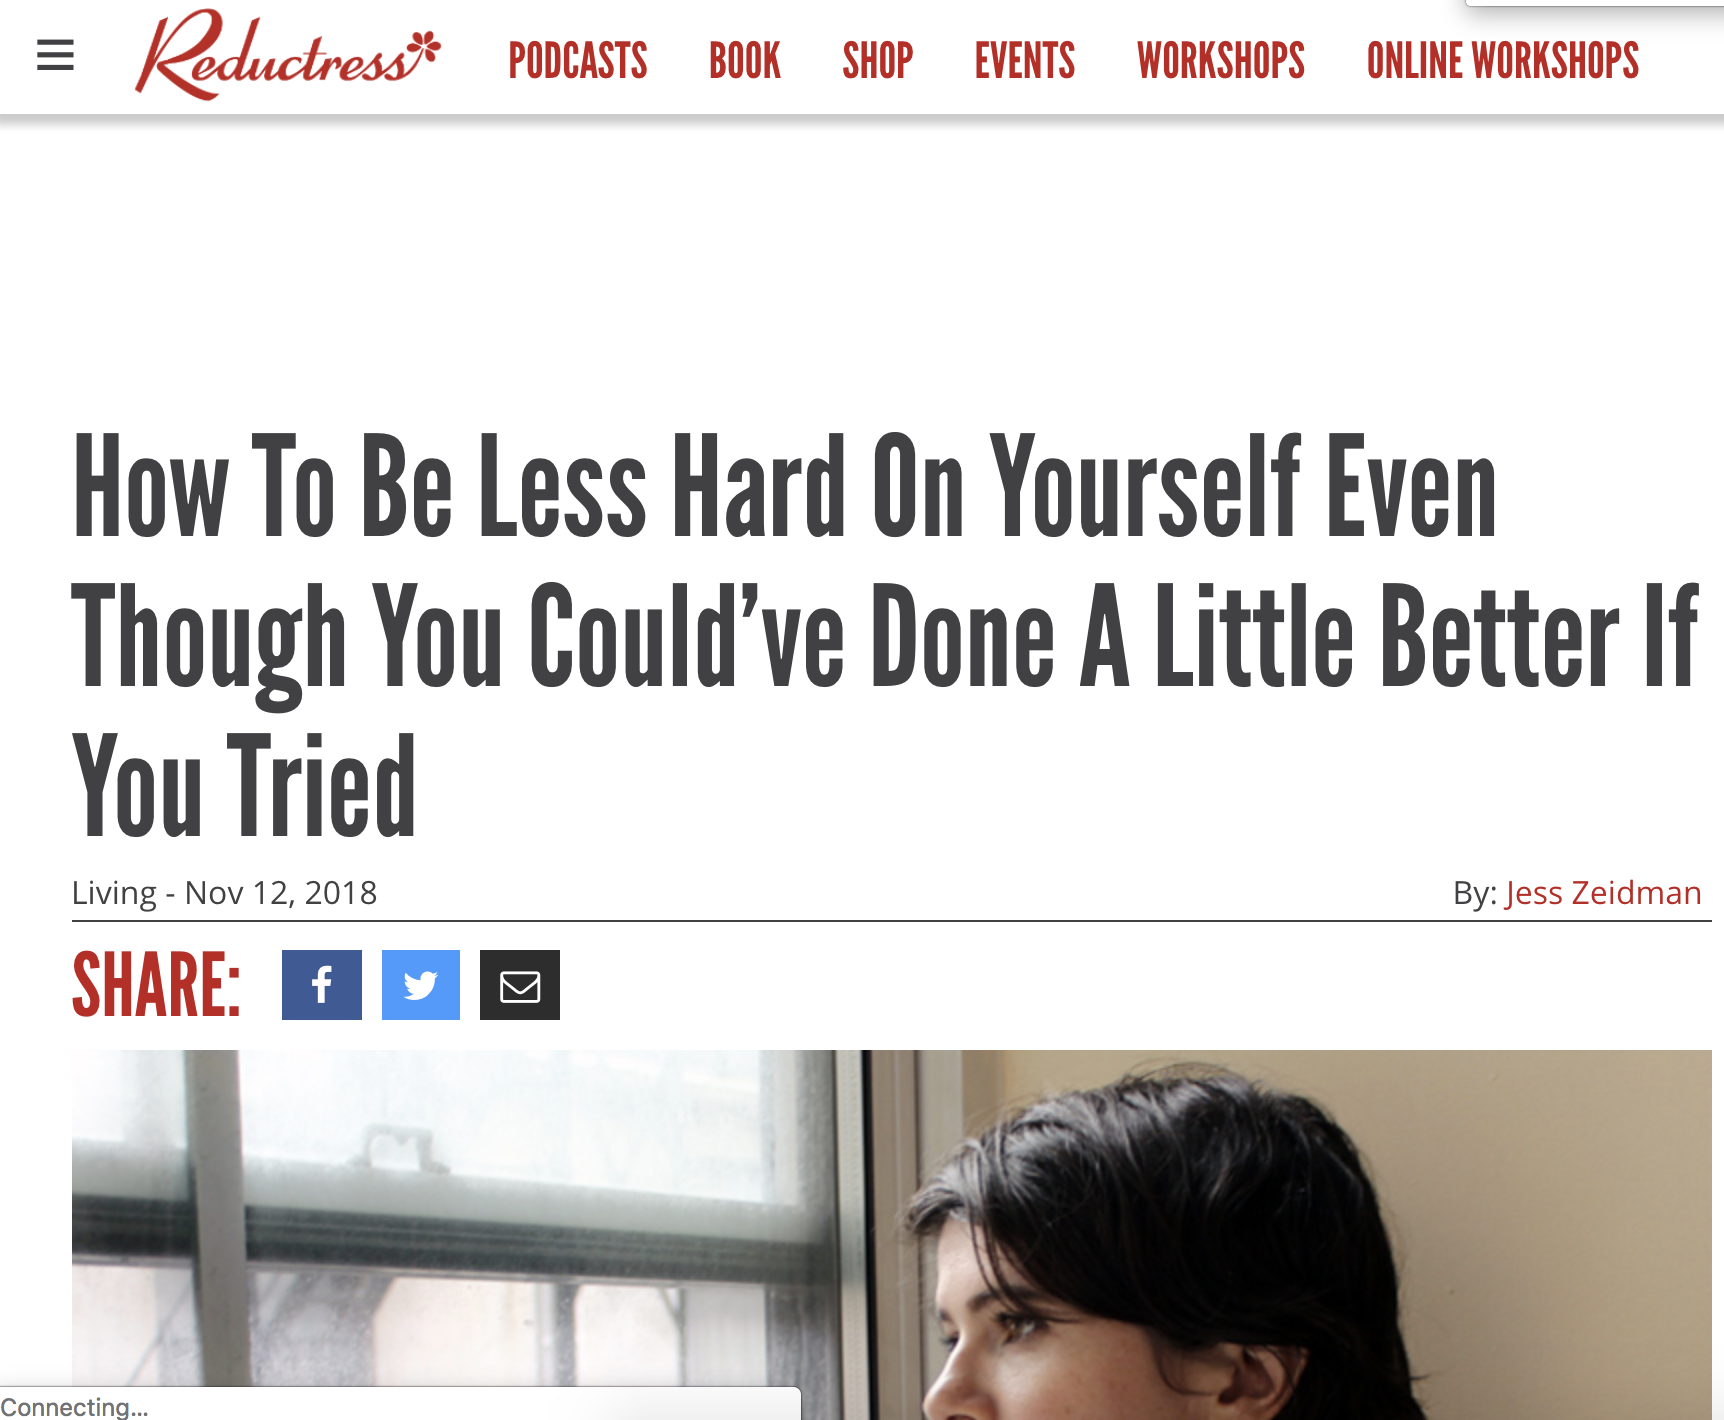 Reductress
PODCASTS BOOK SHOP EVENTS WORKSHOPS ONLINE WORKSHOPS
How To Be Less Hard On Yourself Even
Though You Could’ve Done A Little Better If
You Tried
Living - Nov 12, 2018 By: Jess Zeidman
SHARE:
Connecting...